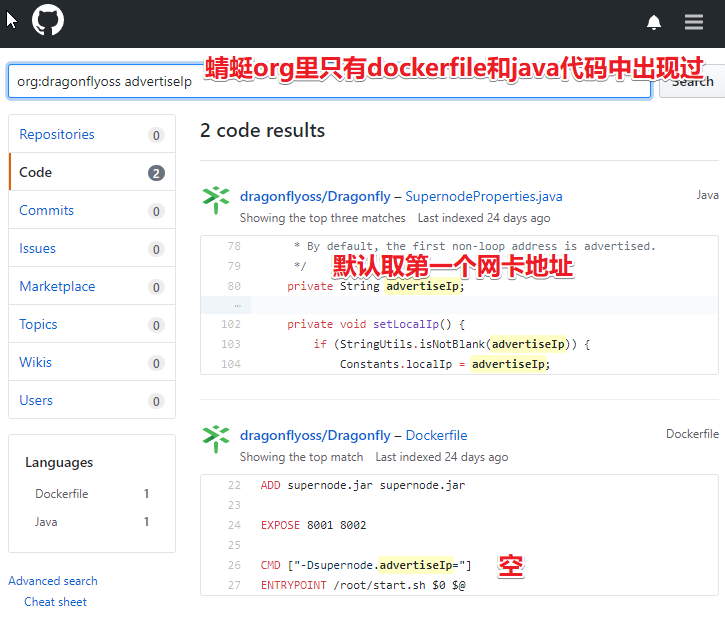 org:dragonflyoss advertiseIp
蜻蜓org里只有dockerfile和java代码中出现过
Search
Repositories 0
Code 2
Commits 0
Issues 0
Marketplace 0
Topics 0
Wikis 0
Users 0
Languages
Dockerfile 1
Java 1
Advanced search
Cheat sheet
2 code results
dragonflyoss/Dragonfly – SupernodeProperties.java
Java
Showing the top three matches Last indexed 24 days ago
78 * By default, the first non-loop address is advertised.
79 */
默认取第一个网卡地址
80 private String advertiseIp;
…
102 private void setLocalIp() {
103 if (StringUtils.isNotBlank(advertiseIp)) {
104 Constants.localIp = advertiseIp;
dragonflyoss/Dragonfly – Dockerfile
Dockerfile
Showing the top match Last indexed 24 days ago
22 ADD supernode.jar supernode.jar
23
24 EXPOSE 8001 8002
25
26 CMD ["-Dsupernode.advertiseIp="]
空
27 ENTRYPOINT /root/start.sh $0 $@